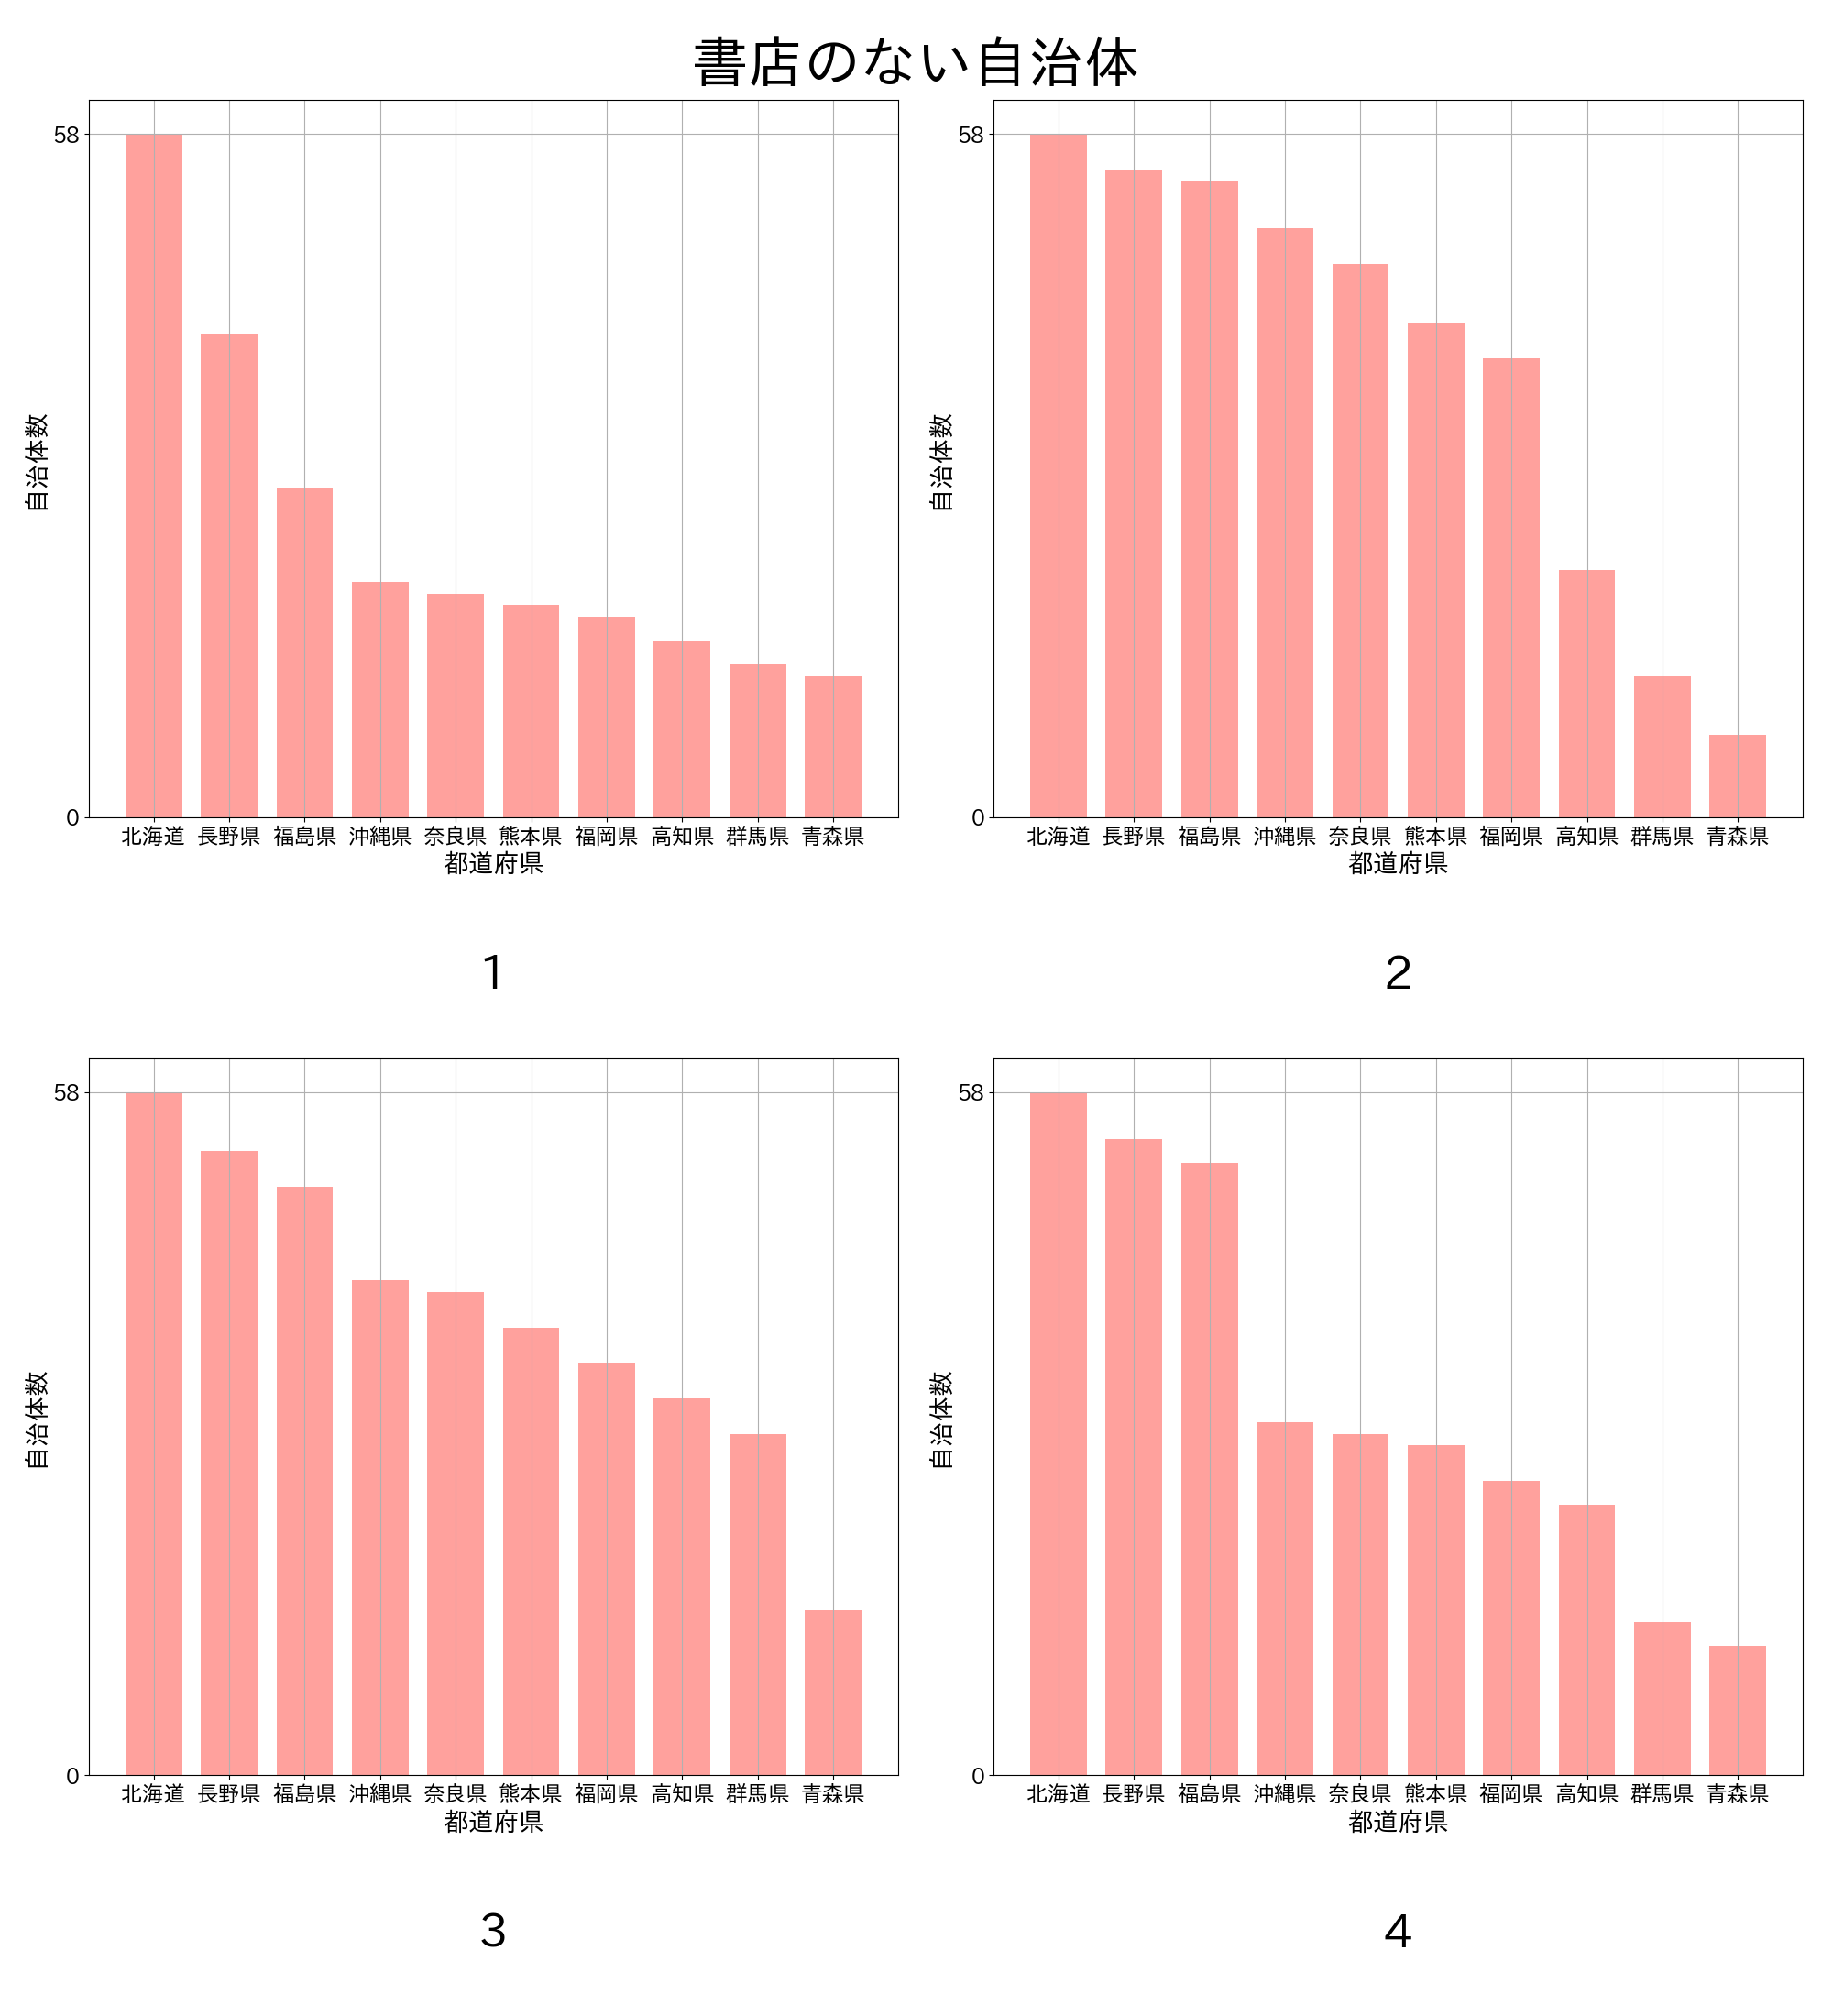 書店のない自治体
58
0
自治体数
北海道 長野県 福島県 沖縄県 奈良県 熊本県 福岡県 高知県 群馬県 青森県
都道府県
1
58
0
自治体数
北海道 長野県 福島県 沖縄県 奈良県 熊本県 福岡県 高知県 群馬県 青森県
都道府県
2
58
0
自治体数
北海道 長野県 福島県 沖縄県 奈良県 熊本県 福岡県 高知県 群馬県 青森県
都道府県
3
58
0
自治体数
北海道 長野県 福島県 沖縄県 奈良県 熊本県 福岡県 高知県 群馬県 青森県
都道府県
4